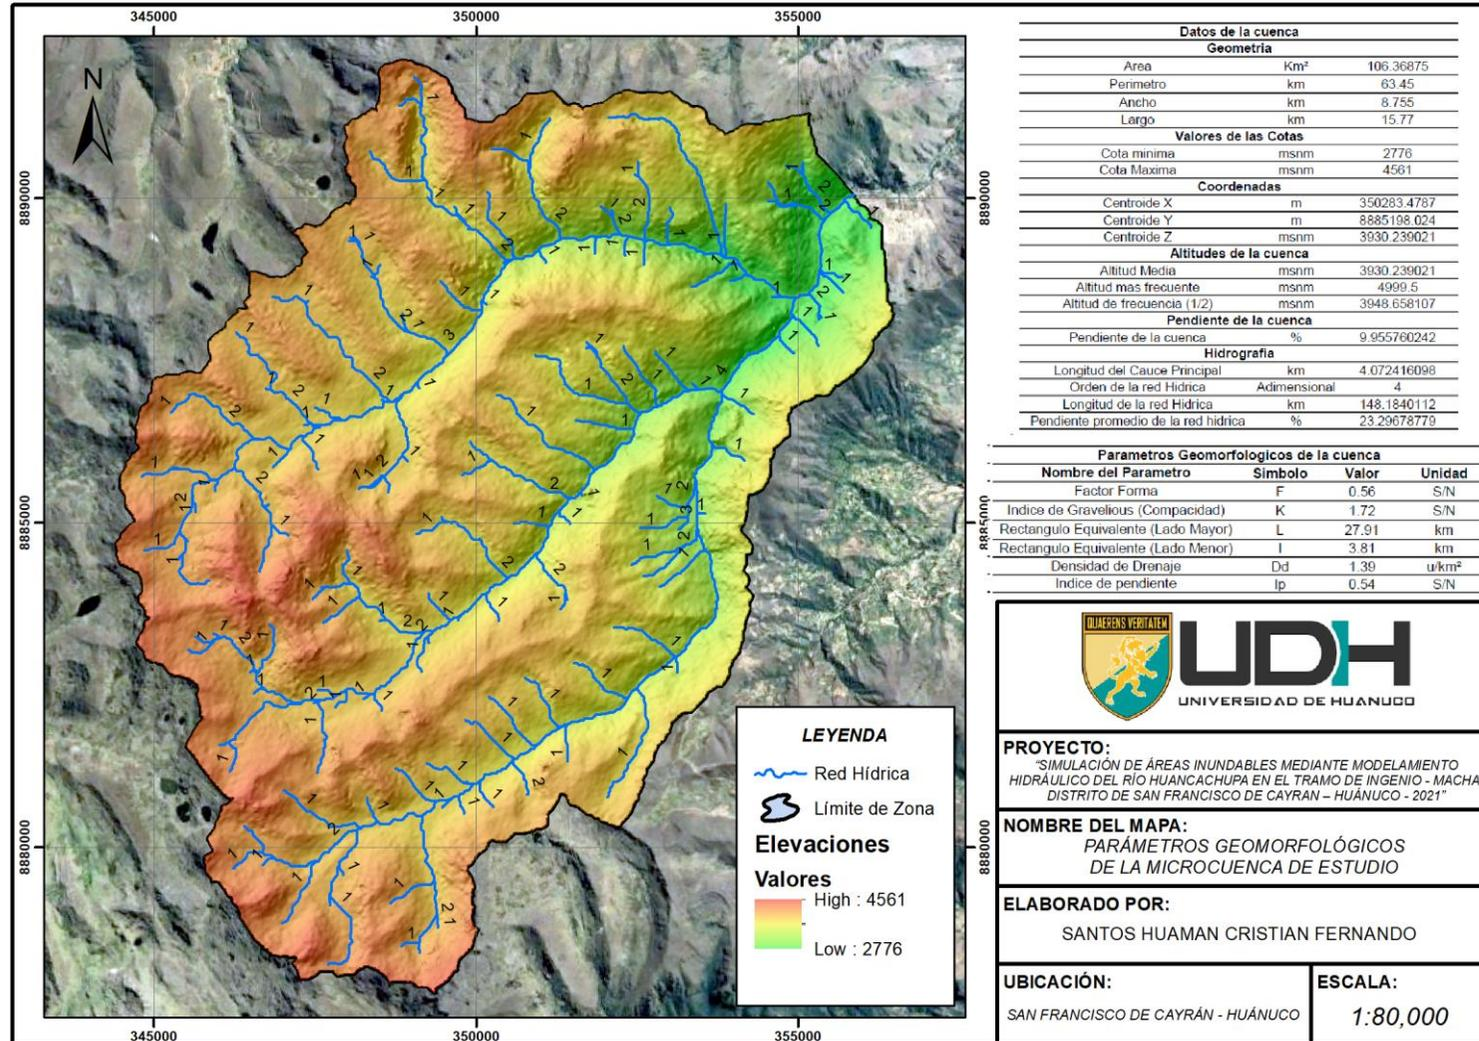 345000 350000 355000
N
8890000 8890000
8885000 8885000
8880000 8880000
345000 350000 355000
LEYENDA
Red Hídrica
Límite de Zona
Elevaciones
Valores
High : 4561
Low : 2776
Datos de la cuenca
Geometria
Area Km² 106.36875
Perimetro km 63.45
Ancho km 8.755
Largo km 15.77
Valores de las Cotas
Cota minima msnm 2776
Cota Maxima msnm 4561
Coordenadas
Centroide X m 350283.4787
Centroide Y m 8885198.024
Centroide Z msnm 3930.239021
Altitudes de la cuenca
Altitud Media msnm 3930.239021
Altitud mas frecuente msnm 4999.5
Altitud de frecuencia (1/2) msnm 3948.658107
Pendiente de la cuenca
Pendiente de la cuenca % 9.955760242
Hidrografia
Longitud del Cauce Principal km 4.072416098
Orden de la red Hidrica Adimensional 4
Longitud de la red Hidrica km 148.1840112
Pendiente promedio de la red hidrica % 23.29678779
Parametros Geomorfologicos de la cuenca
Nombre del Parametro Simbolo Valor Unidad
Factor Forma F 0.56 S/N
Indice de Gravelious (Compacidad) K 1.72 S/N
Rectangulo Equivalente (Lado Mayor) L 27.91 km
Rectangulo Equivalente (Lado Menor) l 3.81 km
Densidad de Drenaje Dd 1.39 u/km²
Indice de pendiente Ip 0.54 S/N
QUAERENS VERITATEM
UDH
UNIVERSIDAD DE HUANUCO
PROYECTO:
"SIMULACIÓN DE ÁREAS INUNDABLES MEDIANTE MODELAMIENTO
HIDRÁULICO DEL RÍO HUANCACHUPA EN EL TRAMO DE INGENIO - MACHA
DISTRITO DE SAN FRANCISCO DE CAYRAN – HUÁNUCO - 2021"
NOMBRE DEL MAPA:
PARÁMETROS GEOMORFOLÓGICOS
DE LA MICROCUENCA DE ESTUDIO
ELABORADO POR:
SANTOS HUAMAN CRISTIAN FERNANDO
UBICACIÓN:
SAN FRANCISCO DE CAYRÁN - HUÁNUCO
ESCALA:
1:80,000